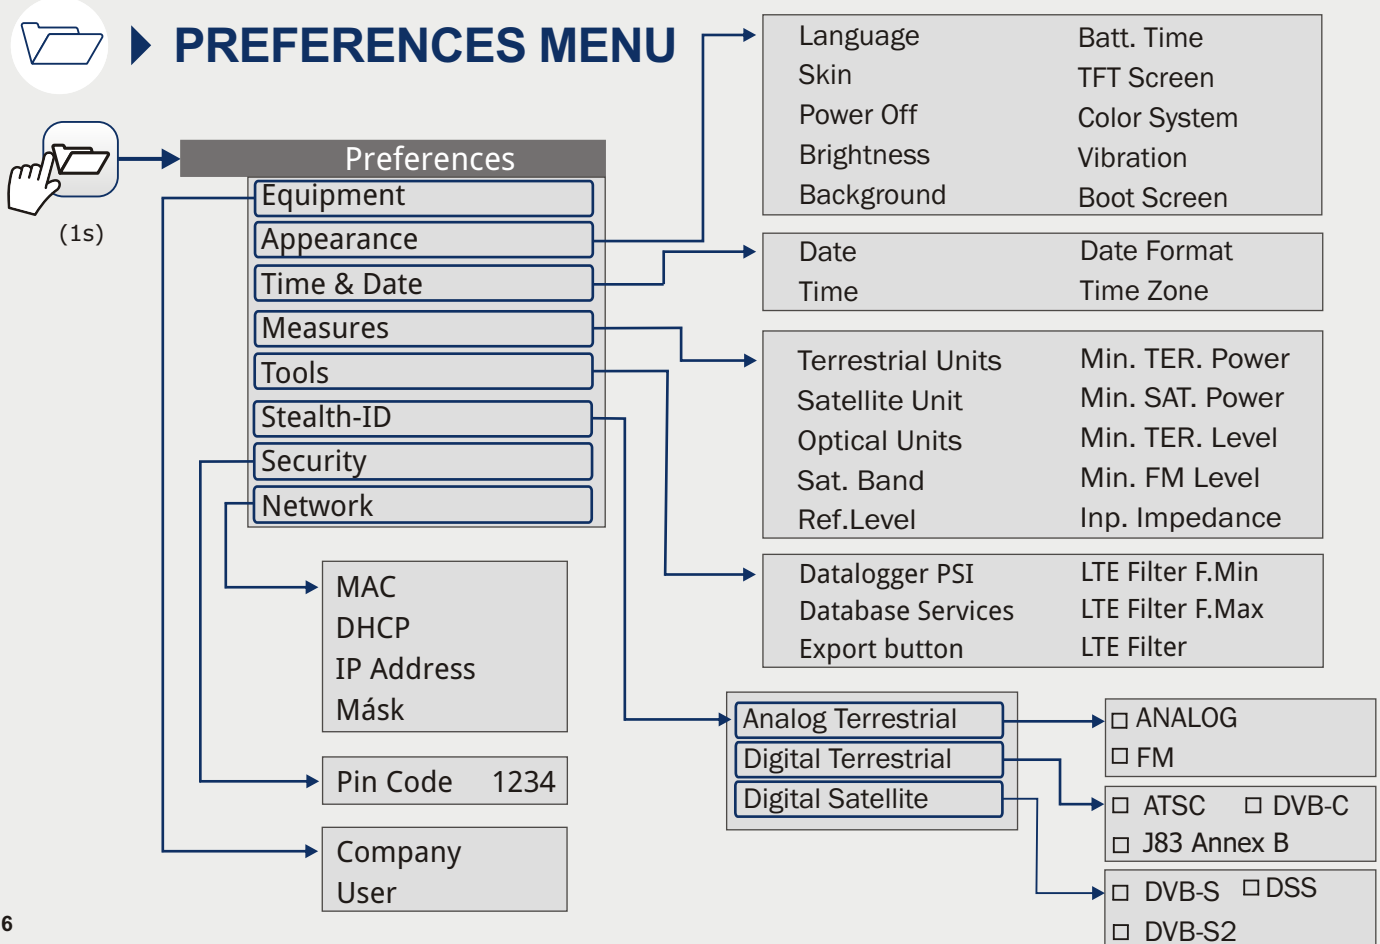 PREFERENCES MENU
(1s)
Preferences
Equipment
Appearance
Time & Date
Measures
Tools
Stealth-ID
Security
Network
Language
Skin
Power Off
Brightness
Background
Batt. Time
TFT Screen
Color System
Vibration
Boot Screen
Date
Time
Date Format
Time Zone
Terrestrial Units
Satellite Unit
Optical Units
Sat. Band
Ref.Level
Min. TER. Power
Min. SAT. Power
Min. TER. Level
Min. FM Level
Inp. Impedance
Datalogger PSI
Database Services
Export button
LTE Filter F.Min
LTE Filter F.Max
LTE Filter
MAC
DHCP
IP Address
Másk
Pin Code 1234
Company
User
Analog Terrestrial
Digital Terrestrial
Digital Satellite
ANALOG
FM
ATSC DVB-C
J83 Annex B
DVB-S DSS
DVB-S2
6